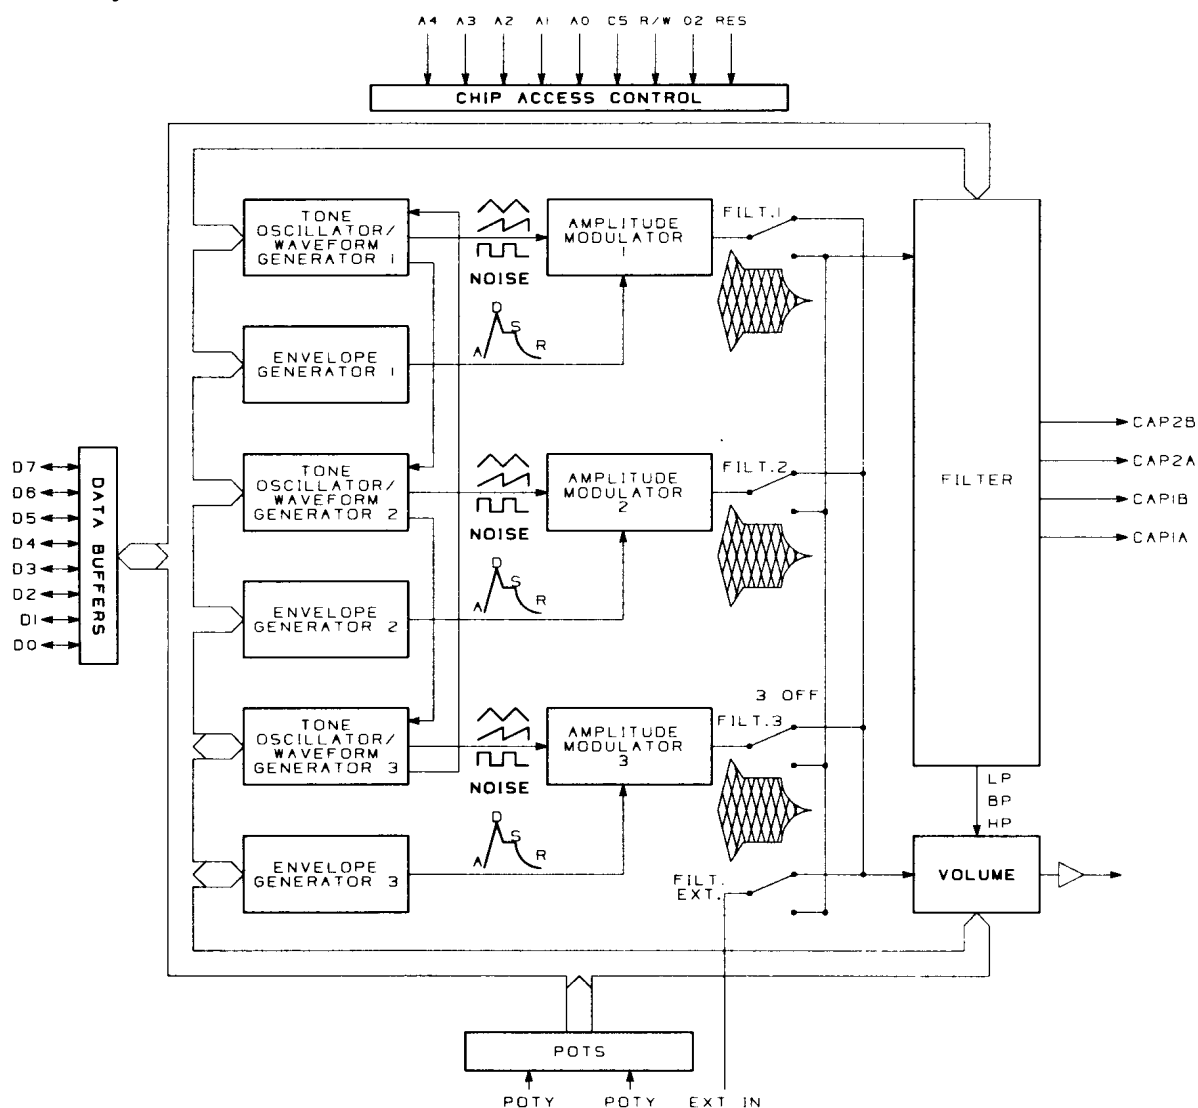 A4 A3 A2 A1 A0 CS R/W O2 RES
CHIP ACCESS CONTROL
TONE
OSCILLATOR/
WAVEFORM
GENERATOR 1
NOISE
AMPLITUDE
MODULATOR
1
FILT.1
A
D
S
R
ENVELOPE
GENERATOR 1
TONE
OSCILLATOR/
WAVEFORM
GENERATOR 2
NOISE
AMPLITUDE
MODULATOR
2
FILT.2
A
D
S
R
ENVELOPE
GENERATOR 2
3 OFF
TONE
OSCILLATOR/
WAVEFORM
GENERATOR 3
NOISE
AMPLITUDE
MODULATOR
3
FILT.3
A
D
S
R
ENVELOPE
GENERATOR 3
FILT.
EXT.
D7
D6
D5
D4
D3
D2
D1
D0
DATA BUFFERS
FILTER
CAP2B
CAP2A
CAP1B
CAP1A
LP
BP
HP
VOLUME
POTS
POTY POTY EXT IN